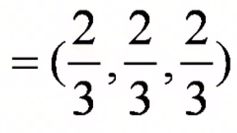 = (2/3, 2/3, 2/3)